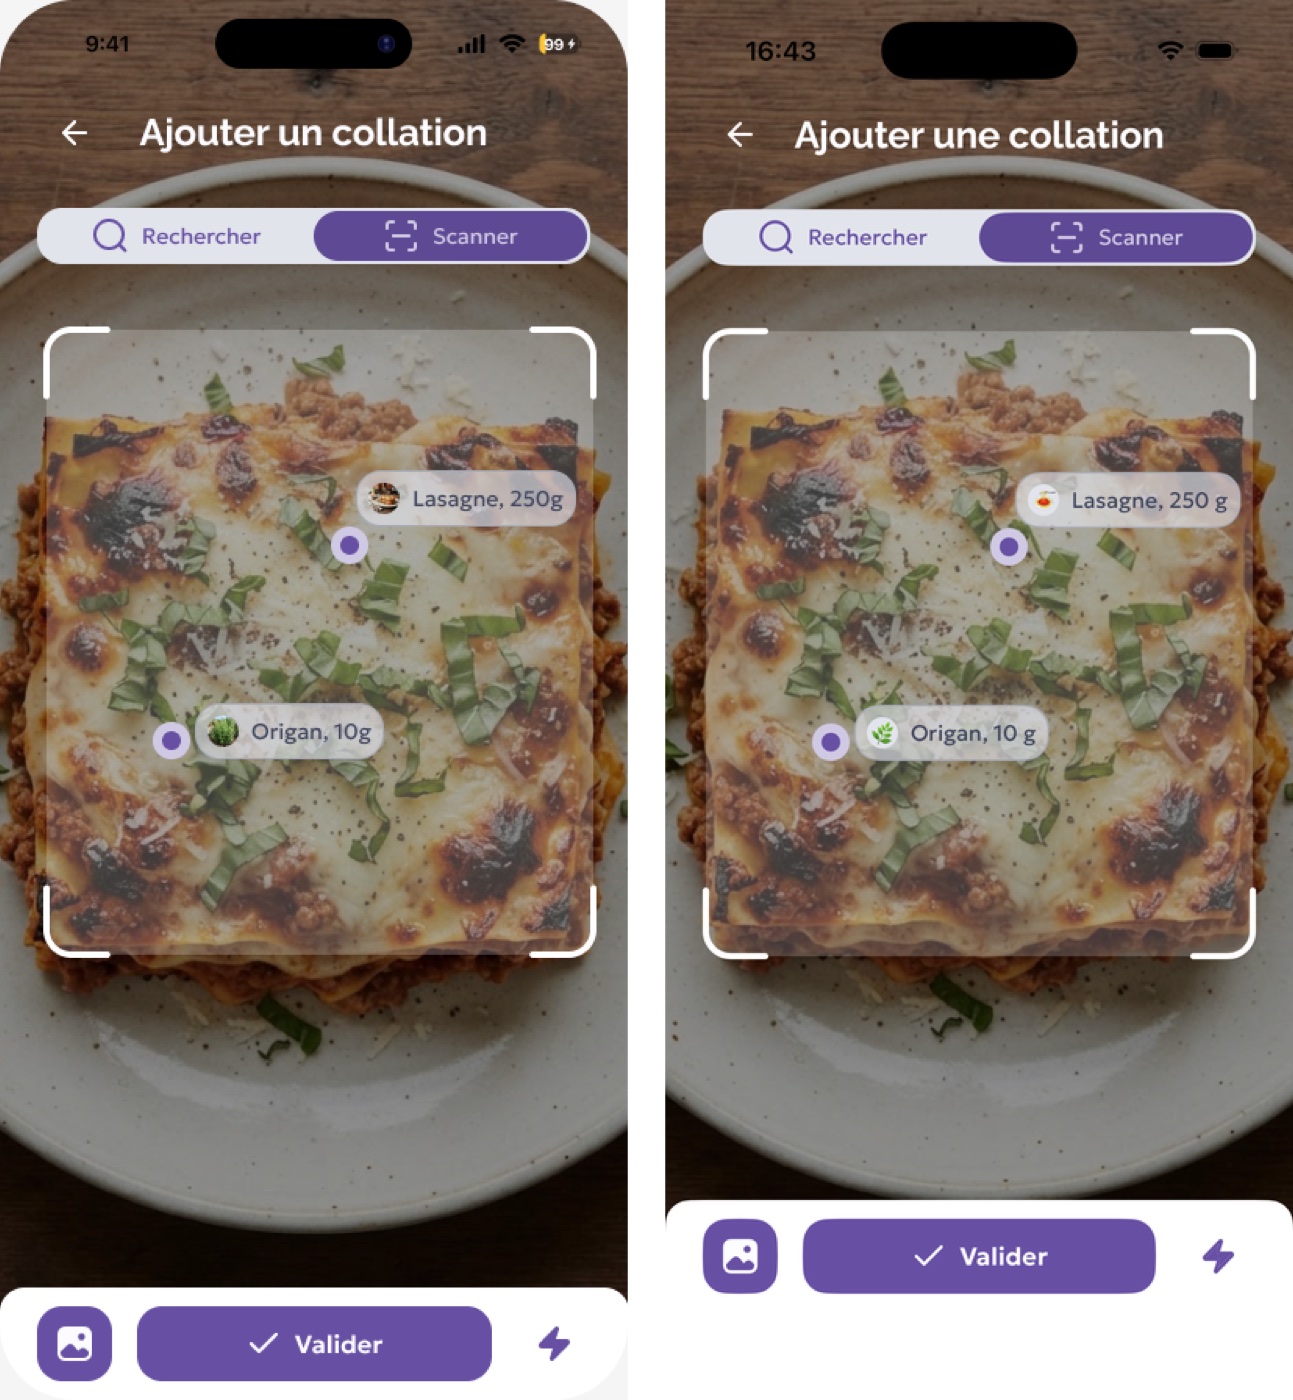 9:41
99
Ajouter un collation
Rechercher
Scanner
Lasagne, 250g
Origan, 10g
Valider
16:43
Ajouter une collation
Rechercher
Scanner
Lasagne, 250 g
Origan, 10 g
Valider